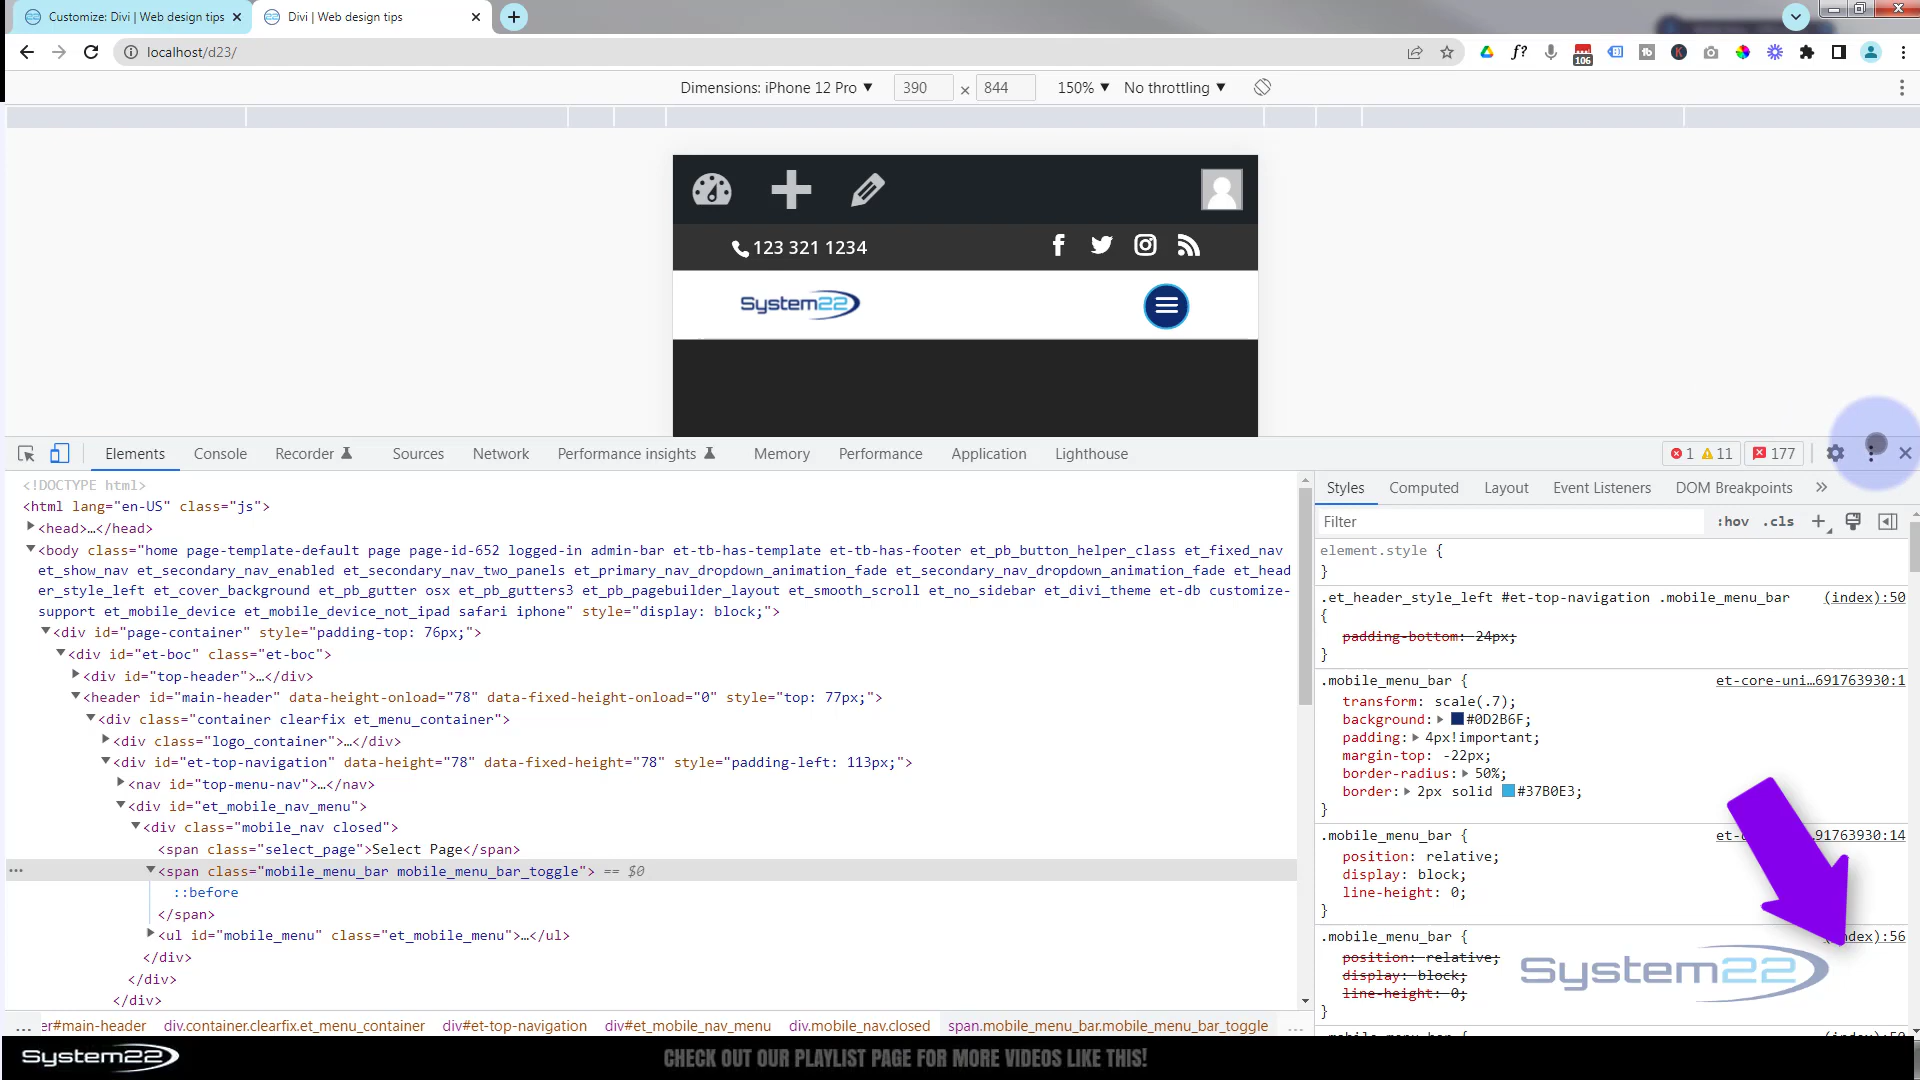 Customize: Divi | Web design tips
Divi | Web design tips
localhost/d23/
f?
106
Dimensions: iPhone 12 Pro ▼ 390 × 844 150% ▼ No throttling ▼
123 321 1234
System22
Elements Console Recorder Sources Network Performance insights Memory Performance Application Lighthouse
1 11 177
<!DOCTYPE html>
<html lang="en-US" class="js">
<head>…</head>
<body class="home page-template-default page page-id-652 logged-in admin-bar et-tb-has-template et-tb-has-footer et_pb_button_helper_class et_fixed_nav
et_show_nav et_secondary_nav_enabled et_secondary_nav_two_panels et_primary_nav_dropdown_animation_fade et_secondary_nav_dropdown_animation_fade et_head
er_style_left et_cover_background et_pb_gutter osx et_pb_gutters3 et_pb_pagebuilder_layout et_smooth_scroll et_no_sidebar et_divi_theme et-db customize-
support et_mobile_device et_mobile_device_not_ipad safari iphone" style="display: block;">
<div id="page-container" style="padding-top: 76px;">
<div id="et-boc" class="et-boc">
<div id="top-header">…</div>
<header id="main-header" data-height-onload="78" data-fixed-height-onload="0" style="top: 77px;">
<div class="container clearfix et_menu_container">
<div class="logo_container">…</div>
<div id="et-top-navigation" data-height="78" data-fixed-height="78" style="padding-left: 113px;">
<nav id="top-menu-nav">…</nav>
<div id="et_mobile_nav_menu">
<div class="mobile_nav closed">
<span class="select_page">Select Page</span>
<span class="mobile_menu_bar mobile_menu_bar_toggle"> == $0
::before
</span>
<ul id="mobile_menu" class="et_mobile_menu">…</ul>
</div>
</div>
</div>
… er#main-header div.container.clearfix.et_menu_container div#et-top-navigation div#et_mobile_nav_menu div.mobile_nav.closed span.mobile_menu_bar.mobile_menu_bar_toggle …
Styles Computed Layout Event Listeners DOM Breakpoints »
Filter :hov .cls +
element.style {
}
.et_header_style_left #et-top-navigation .mobile_menu_bar (index):50
{
padding-bottom: 24px;
}
.mobile_menu_bar { et-core-uni…691763930:1
transform: scale(.7);
background: #0D2B6F;
padding: 4px!important;
margin-top: -22px;
border-radius: 50%;
border: 2px solid #37B0E3;
}
.mobile_menu_bar { 91763930:14
position: relative;
display: block;
line-height: 0;
}
.mobile_menu_bar { :56
position: relative;
display: block;
line-height: 0;
}
System22
System22
CHECK OUT OUR PLAYLIST PAGE FOR MORE VIDEOS LIKE THIS!